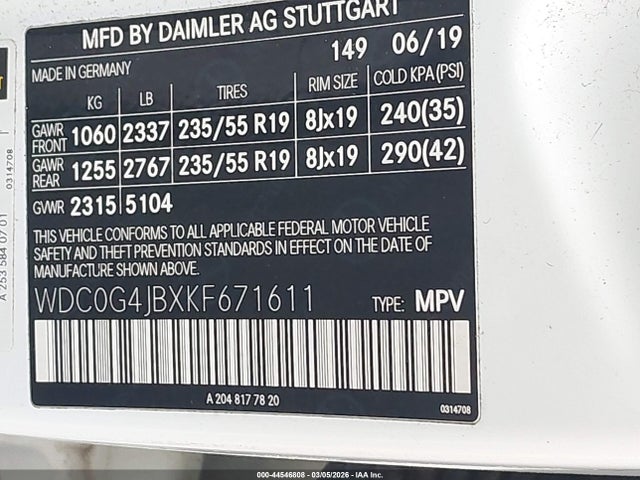 MFD BY DAIMLER AG STUTTGART
149 06/19
MADE IN GERMANY
KG LB TIRES RIM SIZE COLD KPA(PSI)
GAWR FRONT 1060 2337 235/55 R19 8Jx19 240(35)
GAWR REAR 1255 2767 235/55 R19 8Jx19 290(42)
GVWR 2315 5104
THIS VEHICLE CONFORMS TO ALL APPLICABLE FEDERAL MOTOR VEHICLE
SAFETY AND THEFT PREVENTION STANDARDS IN EFFECT ON THE DATE OF
MANUFACTURE SHOWN ABOVE.
WDC0G4JBXKF671611 TYPE: MPV
A 204 817 78 20
0314708
0314708
A 253 584 07 01
000-44546808 - 03/05/2026 - IAA Inc.